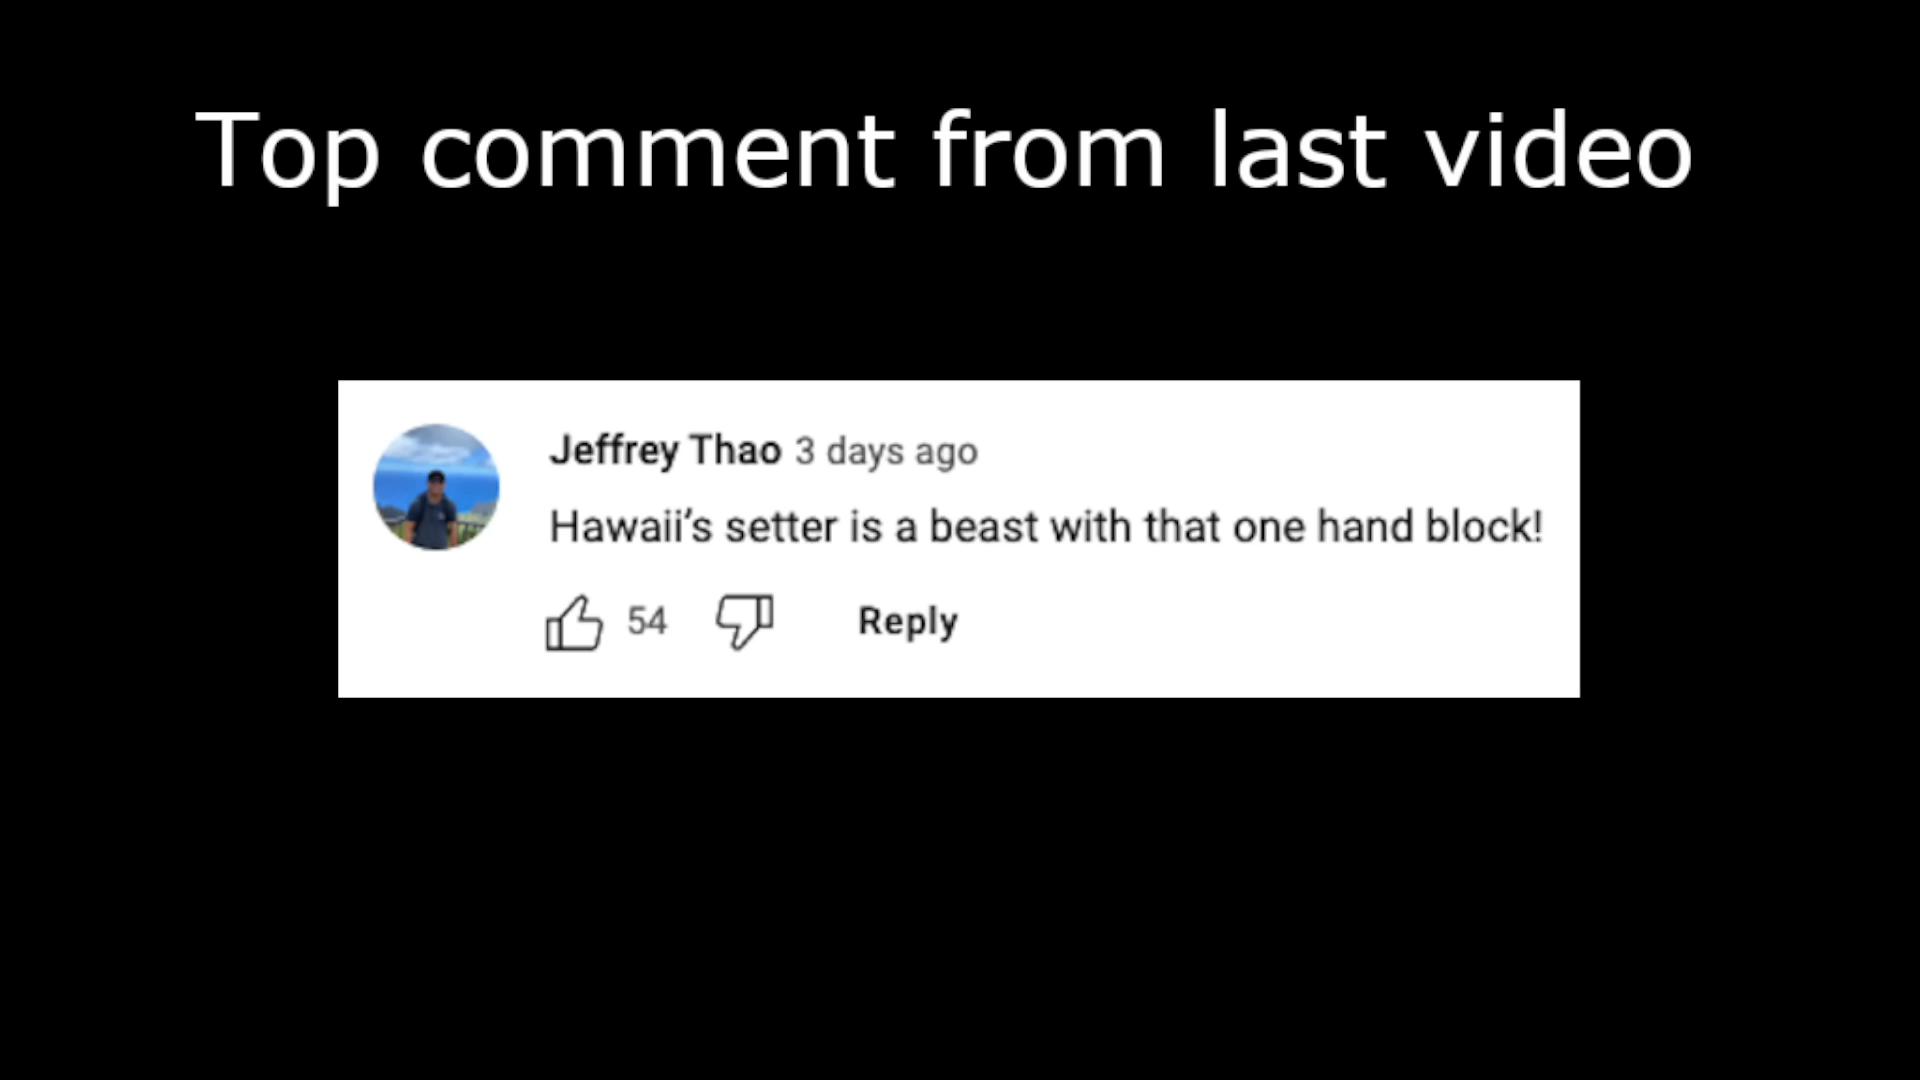 Top comment from last video
Jeffrey Thao 3 days ago
Hawaii’s setter is a beast with that one hand block!
54 Reply